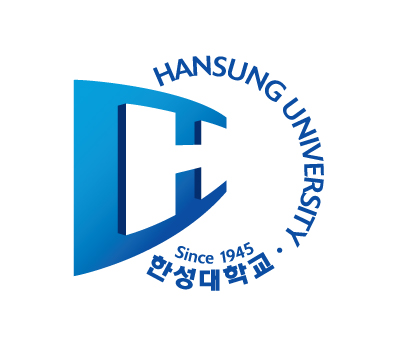 HANSUNG UNIVERSITY ·
Since 1945
한성대학교